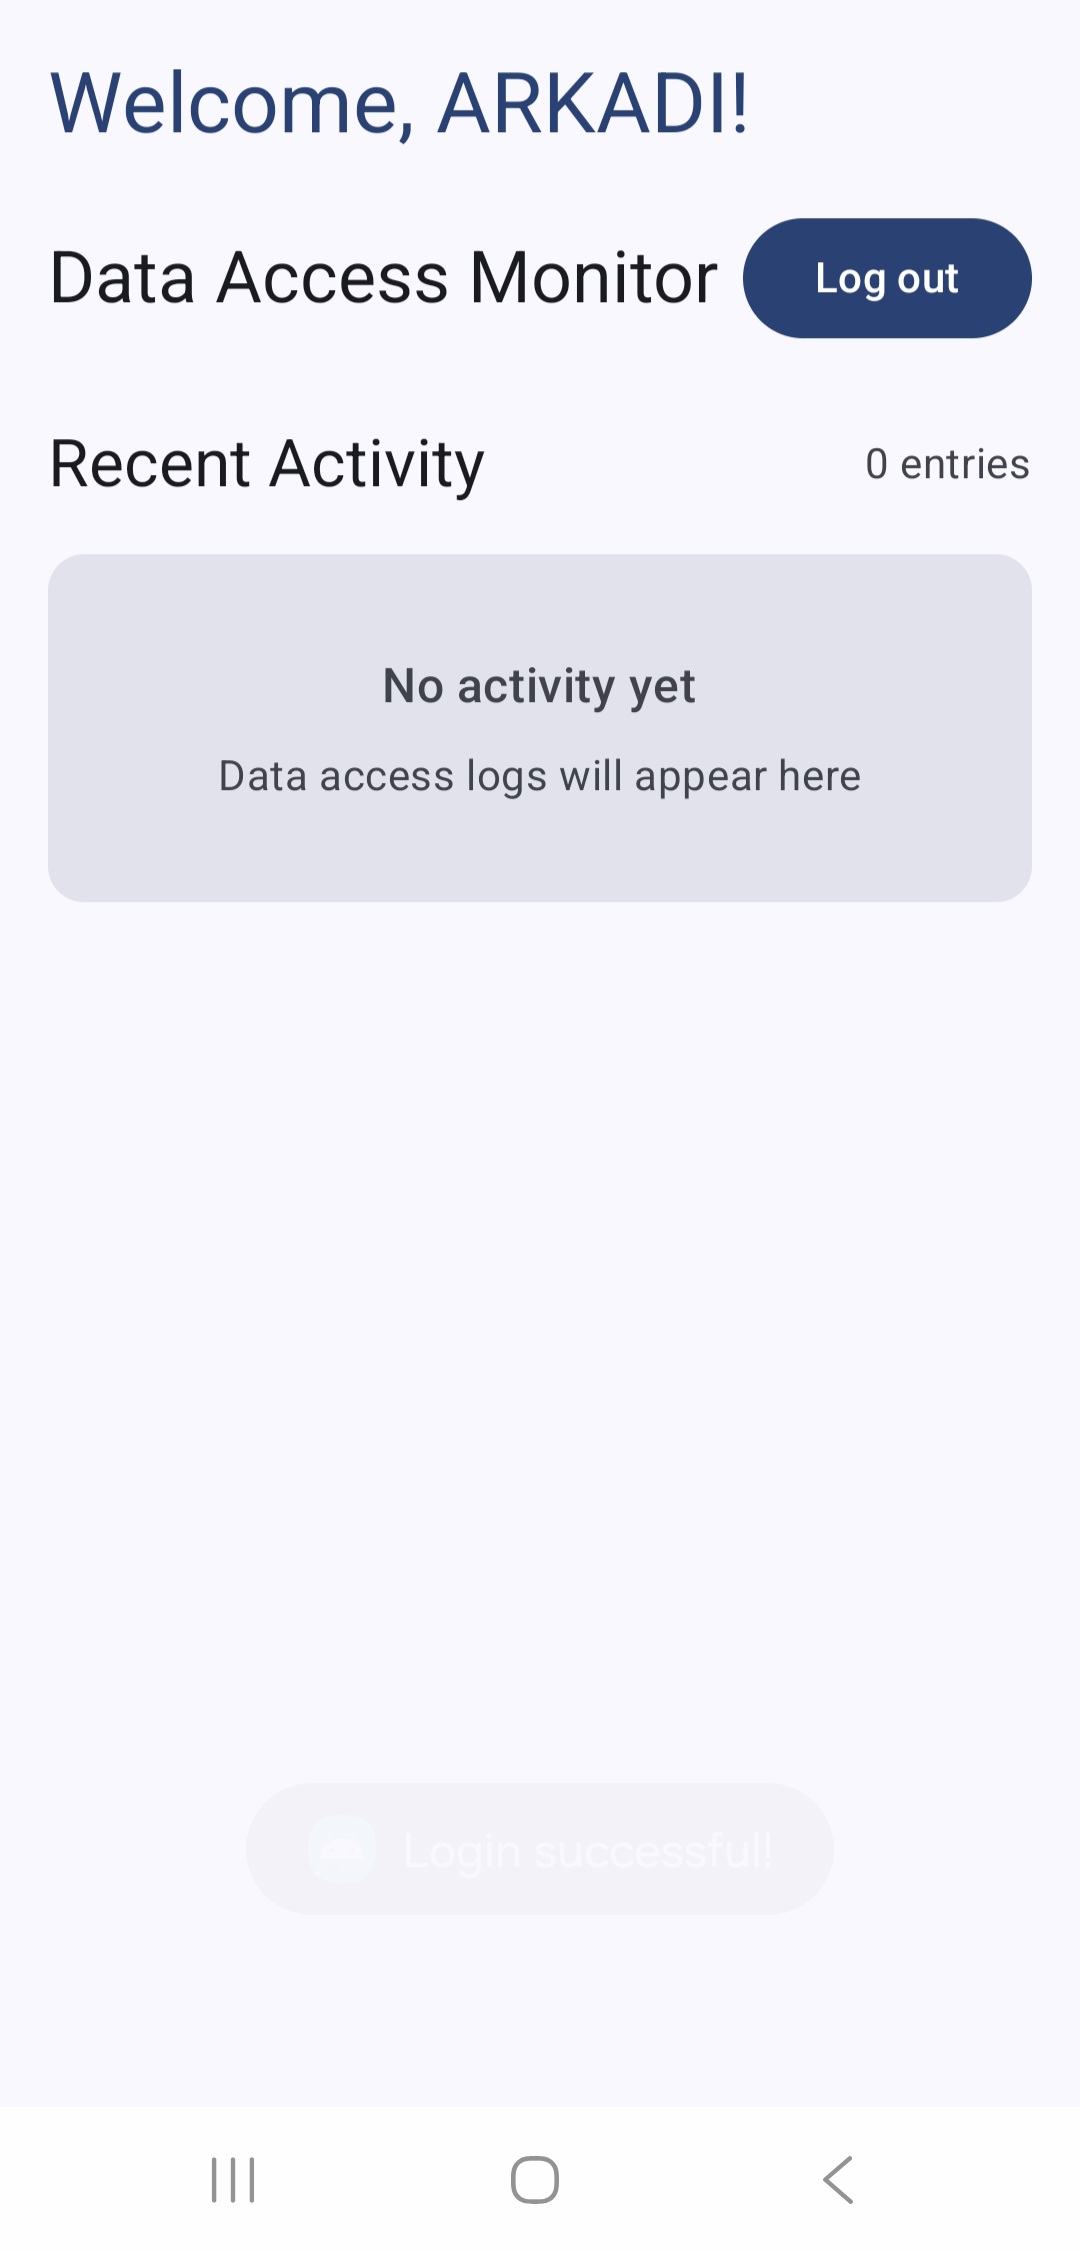 Welcome, ARKADI!
Data Access Monitor
Log out
Recent Activity
0 entries
No activity yet
Data access logs will appear here
Login successful!